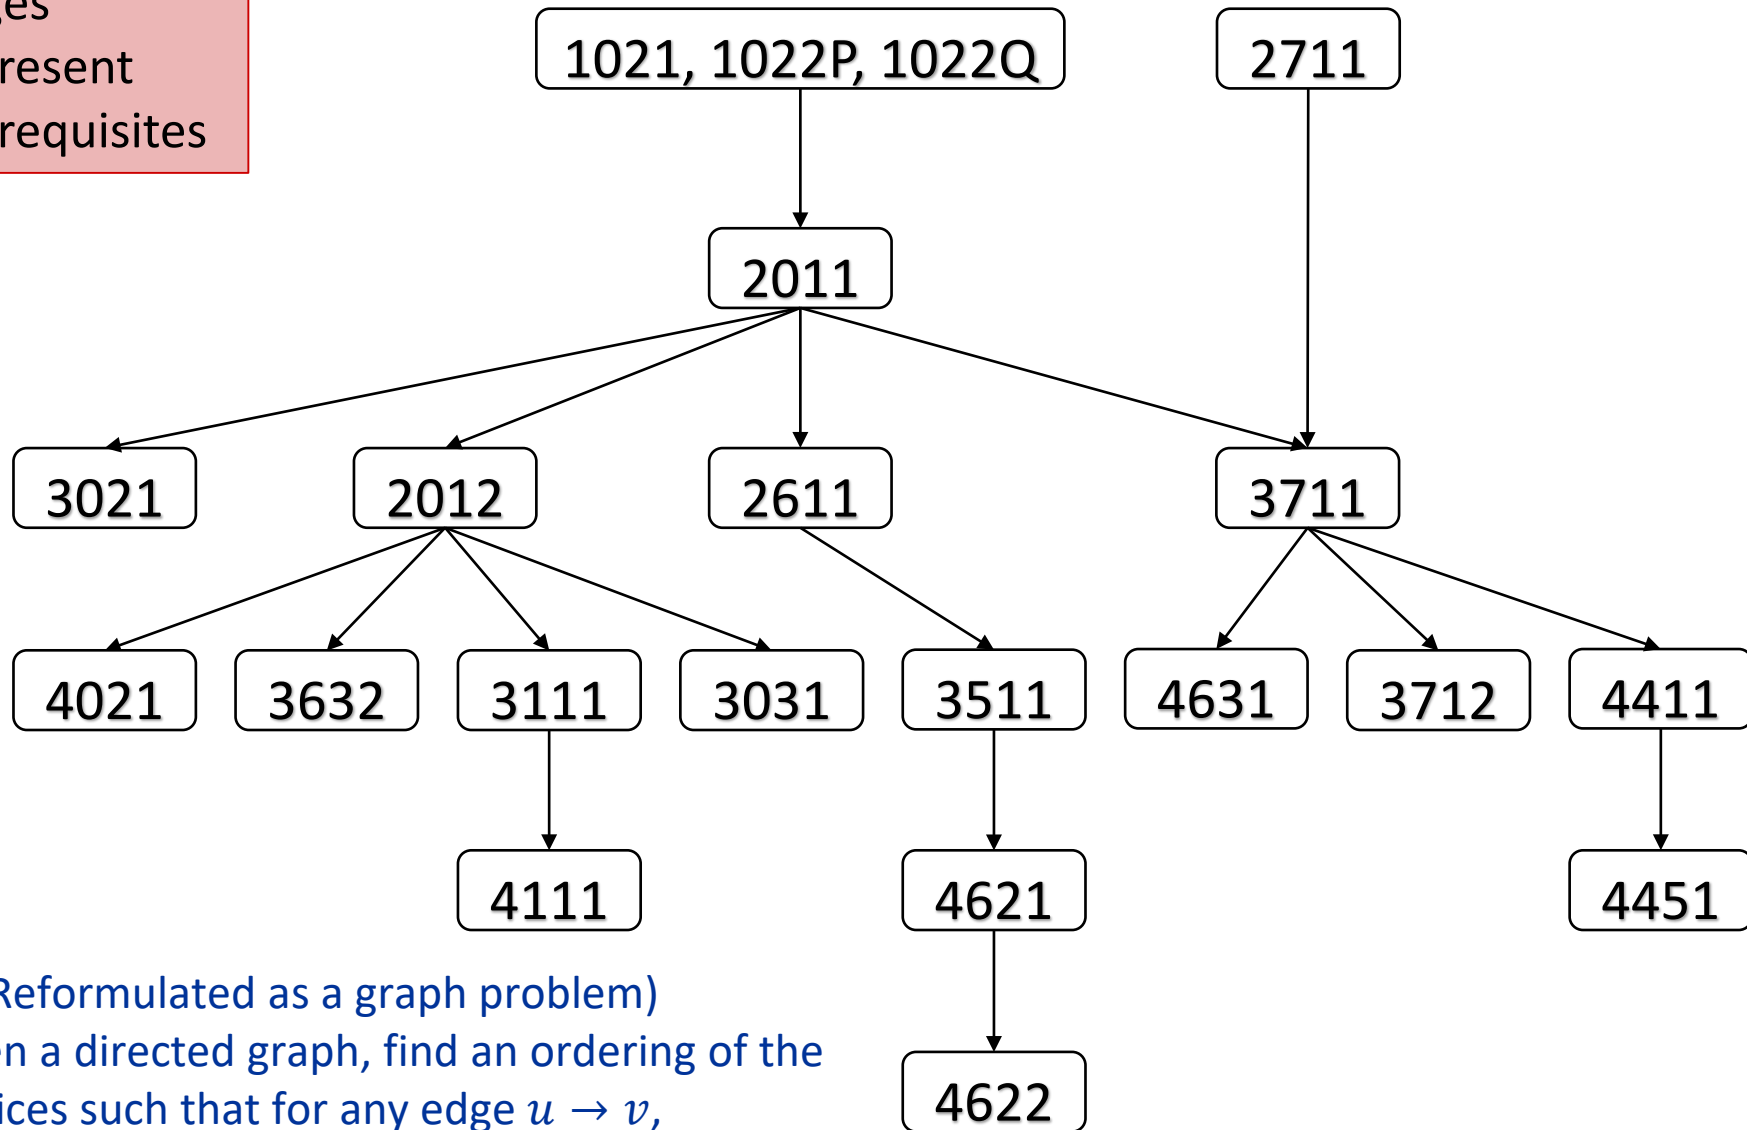 ges
resent
requisites
1021, 1022P, 1022Q
2711
2011
3021
2012
2611
3711
4021
3632
3111
3031
3511
4631
3712
4411
4111
4621
4451
4622
Reformulated as a graph problem)
en a directed graph, find an ordering of the
ices such that for any edge u → v,